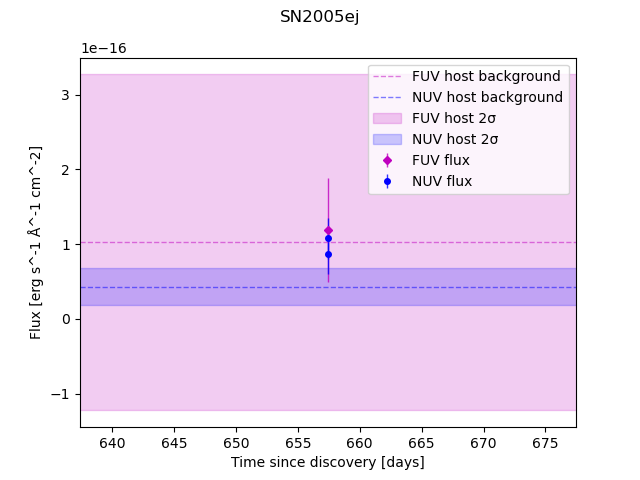 SN2005ej
1e−16
FUV host background
NUV host background
FUV host 2σ
NUV host 2σ
FUV flux
NUV flux
3
2
1
0
−1
Flux [erg s^-1 Å^-1 cm^-2]
640 645 650 655 660 665 670 675
Time since discovery [days]